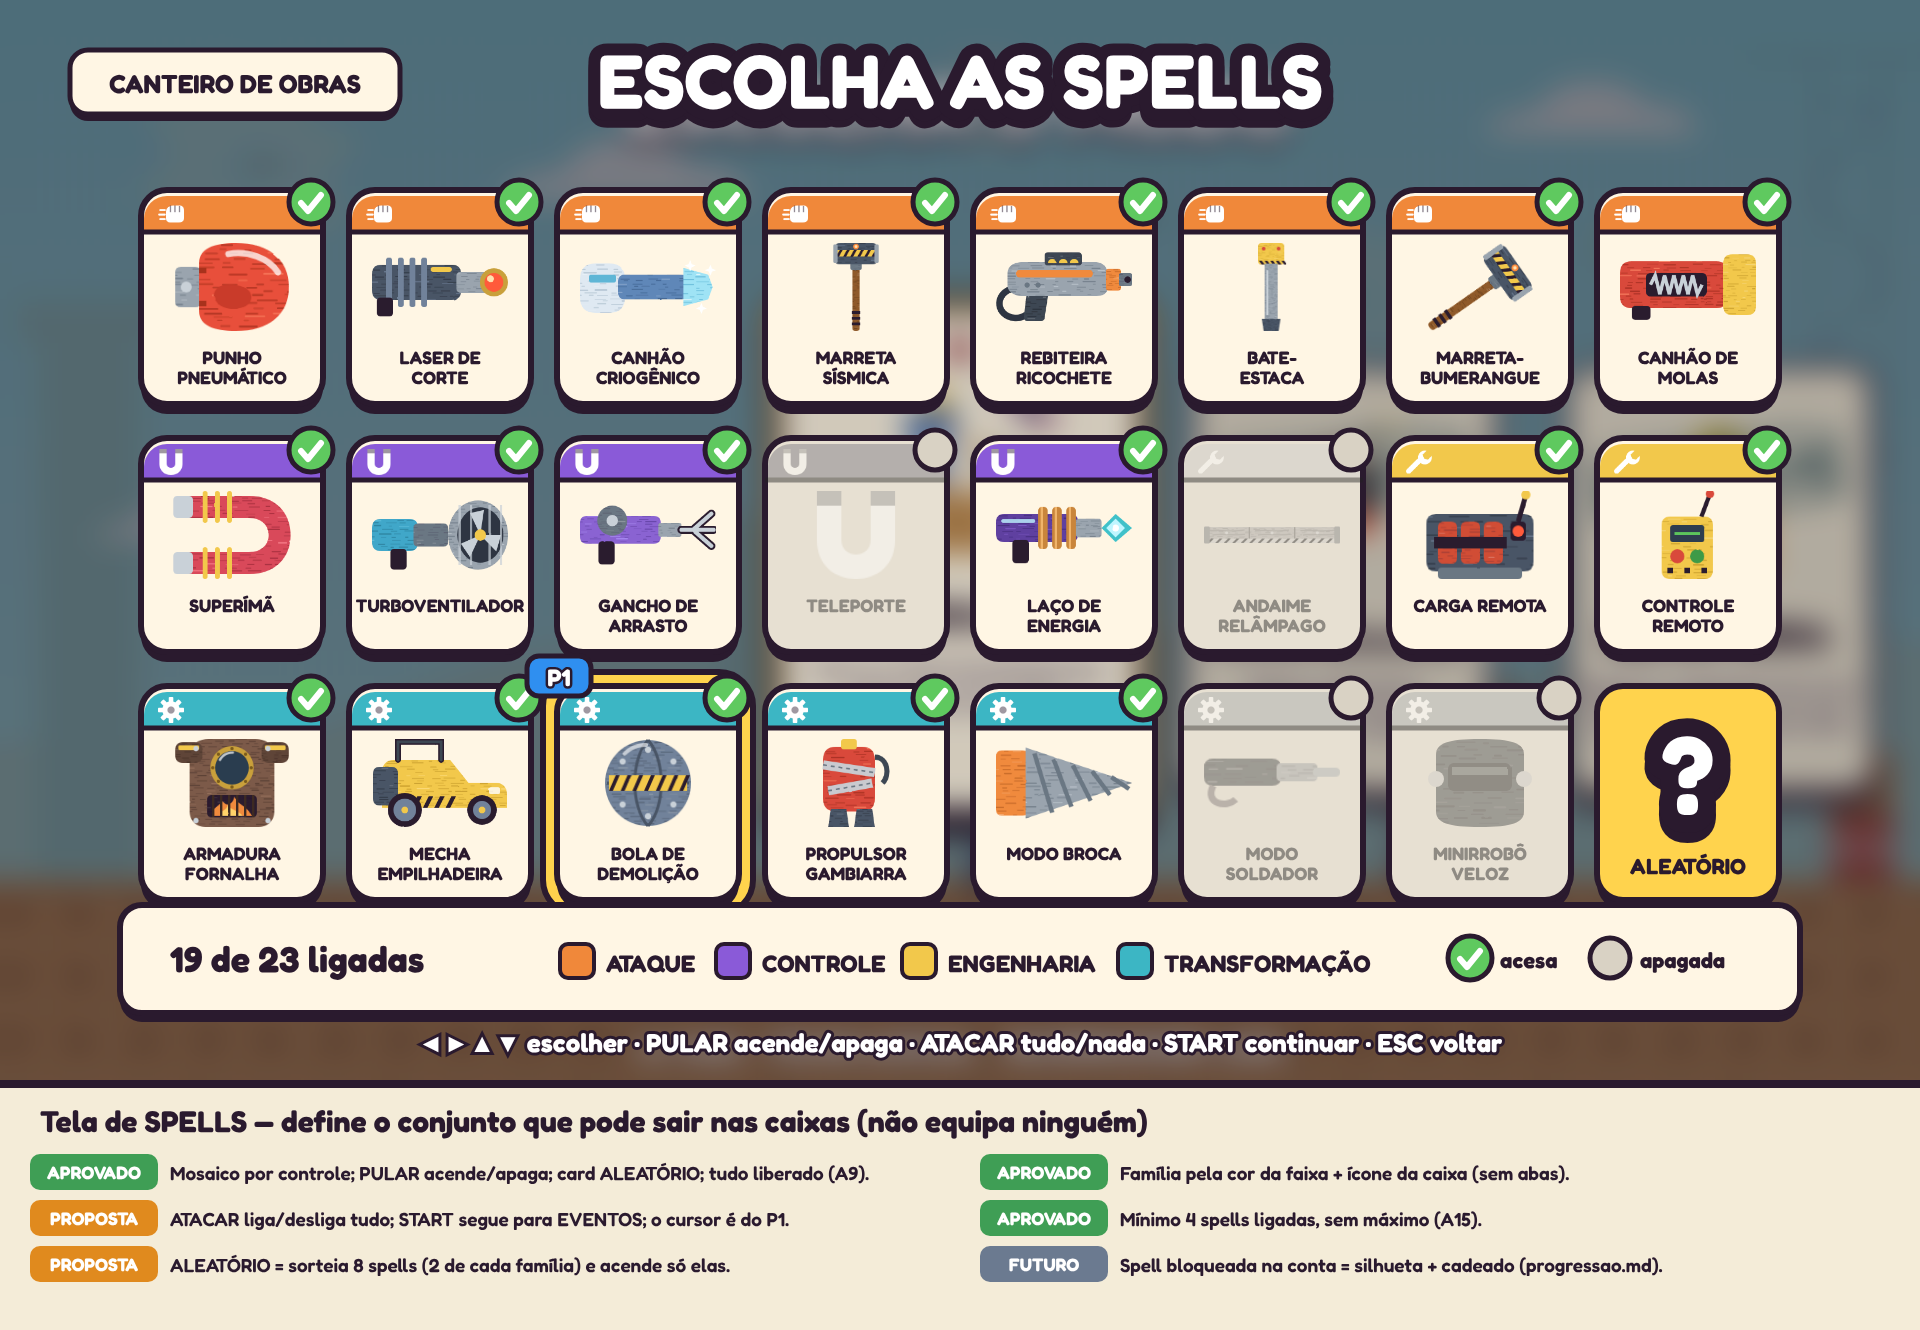 CANTEIRO DE OBRAS
ESCOLHA AS SPELLS
PUNHO
PNEUMÁTICO
LASER DE
CORTE
CANHÃO
CRIOGÊNICO
MARRETA
SÍSMICA
REBITEIRA
RICOCHETE
BATE-
ESTACA
MARRETA-
BUMERANGUE
CANHÃO DE
MOLAS
SUPERÍMÃ
TURBOVENTILADOR
GANCHO DE
ARRASTO
TELEPORTE
LAÇO DE
ENERGIA
ANDAIME
RELÂMPAGO
CARGA REMOTA
CONTROLE
REMOTO
P1
ARMADURA
FORNALHA
MECHA
EMPILHADEIRA
BOLA DE
DEMOLIÇÃO
PROPULSOR
GAMBIARRA
MODO BROCA
MODO
SOLDADOR
MINIRROBÔ
VELOZ
?
ALEATÓRIO
19 de 23 ligadas
ATAQUE
CONTROLE
ENGENHARIA
TRANSFORMAÇÃO
acesa
apagada
◀ ▶ ▲ ▼ escolher · PULAR acende/apaga · ATACAR tudo/nada · START continuar · ESC voltar
Tela de SPELLS — define o conjunto que pode sair nas caixas (não equipa ninguém)
APROVADO Mosaico por controle; PULAR acende/apaga; card ALEATÓRIO; tudo liberado (A9).
PROPOSTA ATACAR liga/desliga tudo; START segue para EVENTOS; o cursor é do P1.
PROPOSTA ALEATÓRIO = sorteia 8 spells (2 de cada família) e acende só elas.
APROVADO Família pela cor da faixa + ícone da caixa (sem abas).
APROVADO Mínimo 4 spells ligadas, sem máximo (A15).
FUTURO Spell bloqueada na conta = silhueta + cadeado (progressao.md).